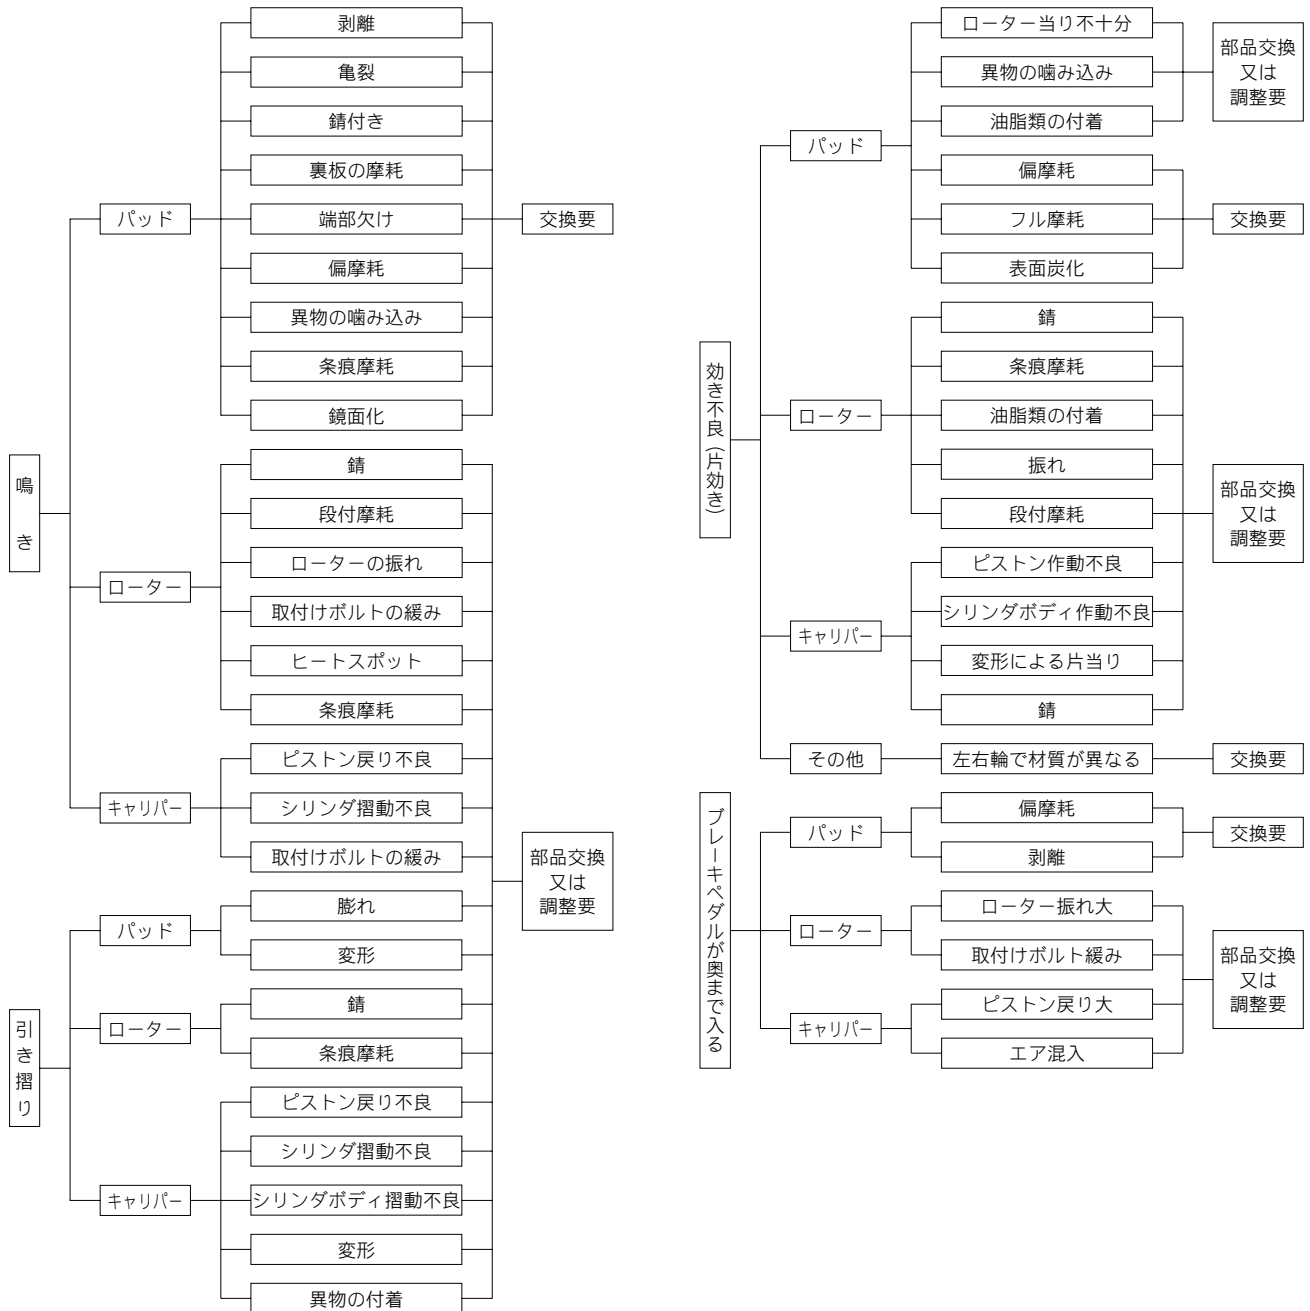 鳴き
パッド
剥離
亀裂
錆付き
裏板の摩耗
端部欠け
偏摩耗
異物の噛み込み
条痕摩耗
鏡面化
交換要
ローター
錆
段付摩耗
ローターの振れ
取付けボルトの緩み
ヒートスポット
条痕摩耗
キャリパー
ピストン戻り不良
シリンダ摺動不良
取付けボルトの緩み
引き摺り
パッド
膨れ
変形
ローター
錆
条痕摩耗
キャリパー
ピストン戻り不良
シリンダ摺動不良
シリンダボディ摺動不良
変形
異物の付着
部品交換
又は
調整要
効き不良(片効き)
パッド
ローター当り不十分
異物の噛み込み
油脂類の付着
部品交換
又は
調整要
偏摩耗
フル摩耗
表面炭化
交換要
ローター
錆
条痕摩耗
油脂類の付着
振れ
段付摩耗
キャリパー
ピストン作動不良
シリンダボディ作動不良
変形による片当り
錆
部品交換
又は
調整要
その他
左右輪で材質が異なる
交換要
ブレーキペダルが奥まで入る
パッド
偏摩耗
剥離
交換要
ローター
ローター振れ大
取付けボルト緩み
キャリパー
ピストン戻り大
エア混入
部品交換
又は
調整要